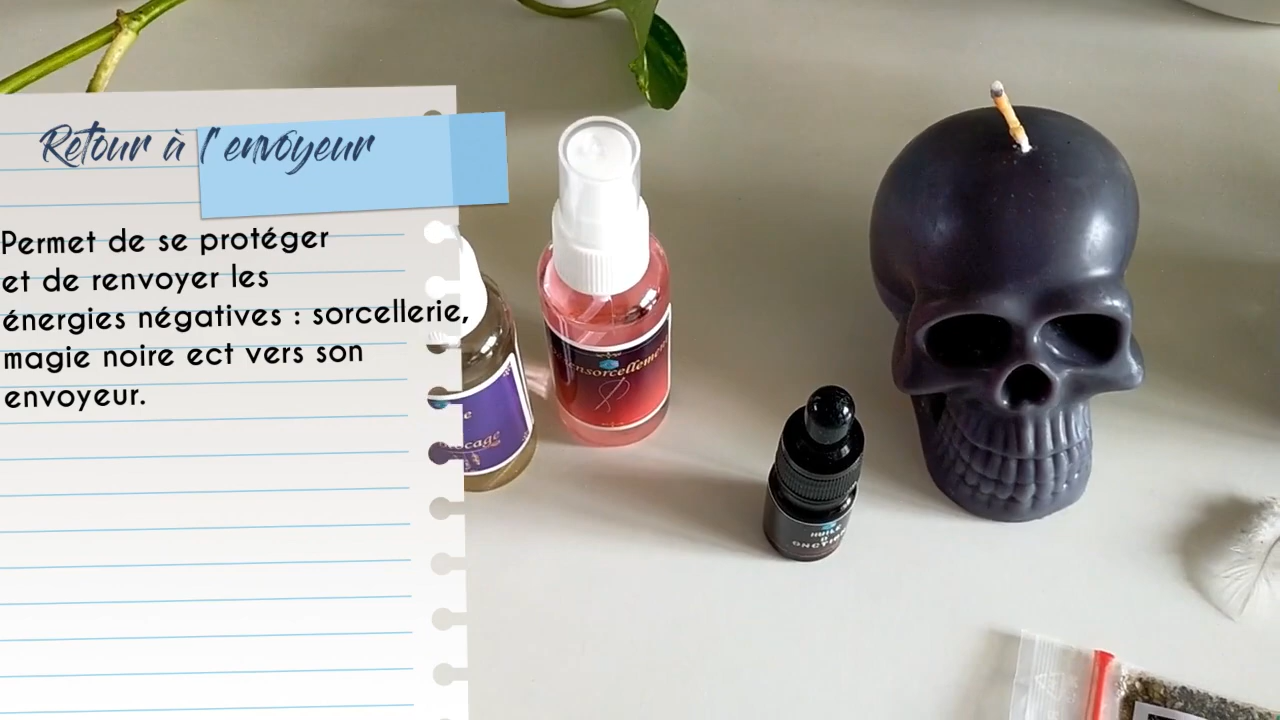 Retour à l'envoyeur
Permet de se protéger
et de renvoyer les
énergies négatives : sorcellerie,
magie noire ect vers son
envoyeur.
HUILE